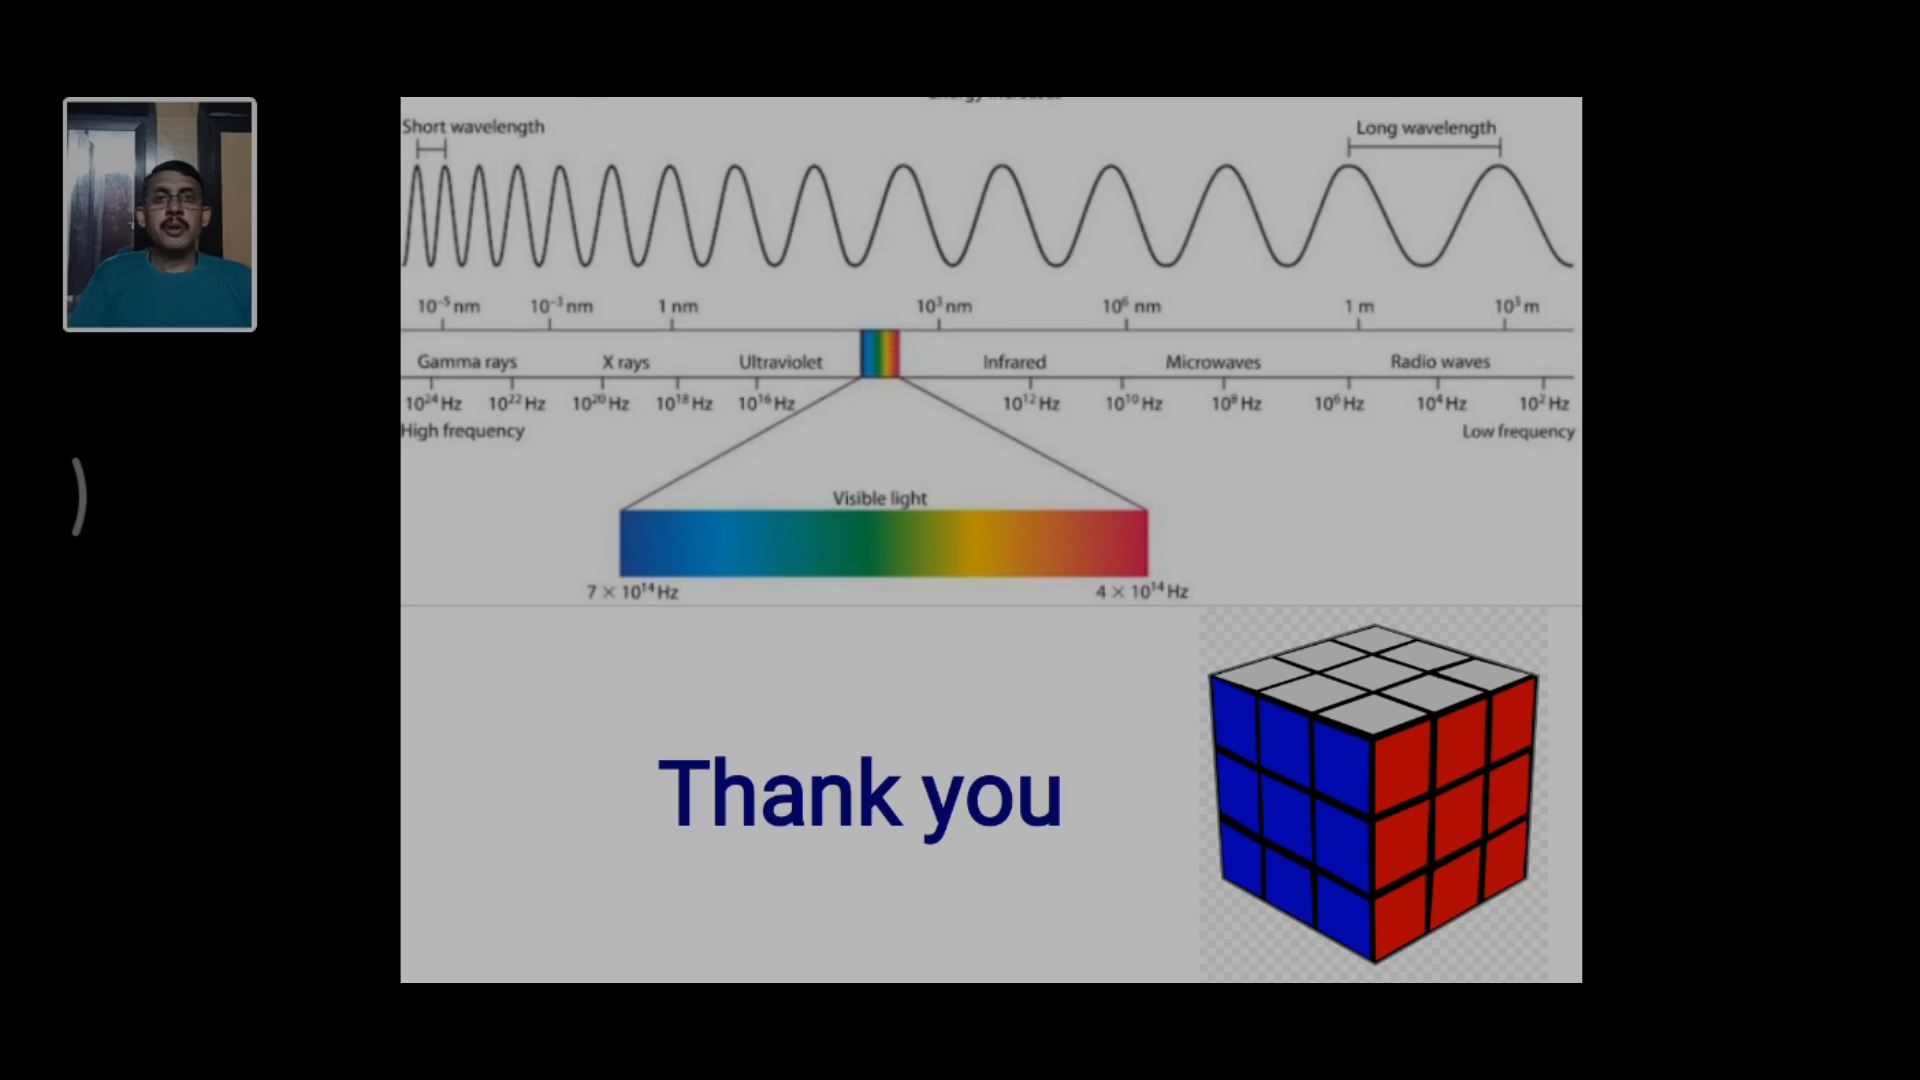 Short wavelength
Long wavelength
10⁻⁵ nm 10⁻³ nm 1 nm 10³ nm 10⁶ nm 1 m 10³ m
Gamma rays X rays Ultraviolet Infrared Microwaves Radio waves
10²⁴ Hz 10²² Hz 10²⁰ Hz 10¹⁸ Hz 10¹⁶ Hz 10¹² Hz 10¹⁰ Hz 10⁸ Hz 10⁶ Hz 10⁴ Hz 10² Hz
High frequency Low frequency
Visible light
7 × 10¹⁴ Hz 4 × 10¹⁴ Hz
Thank you